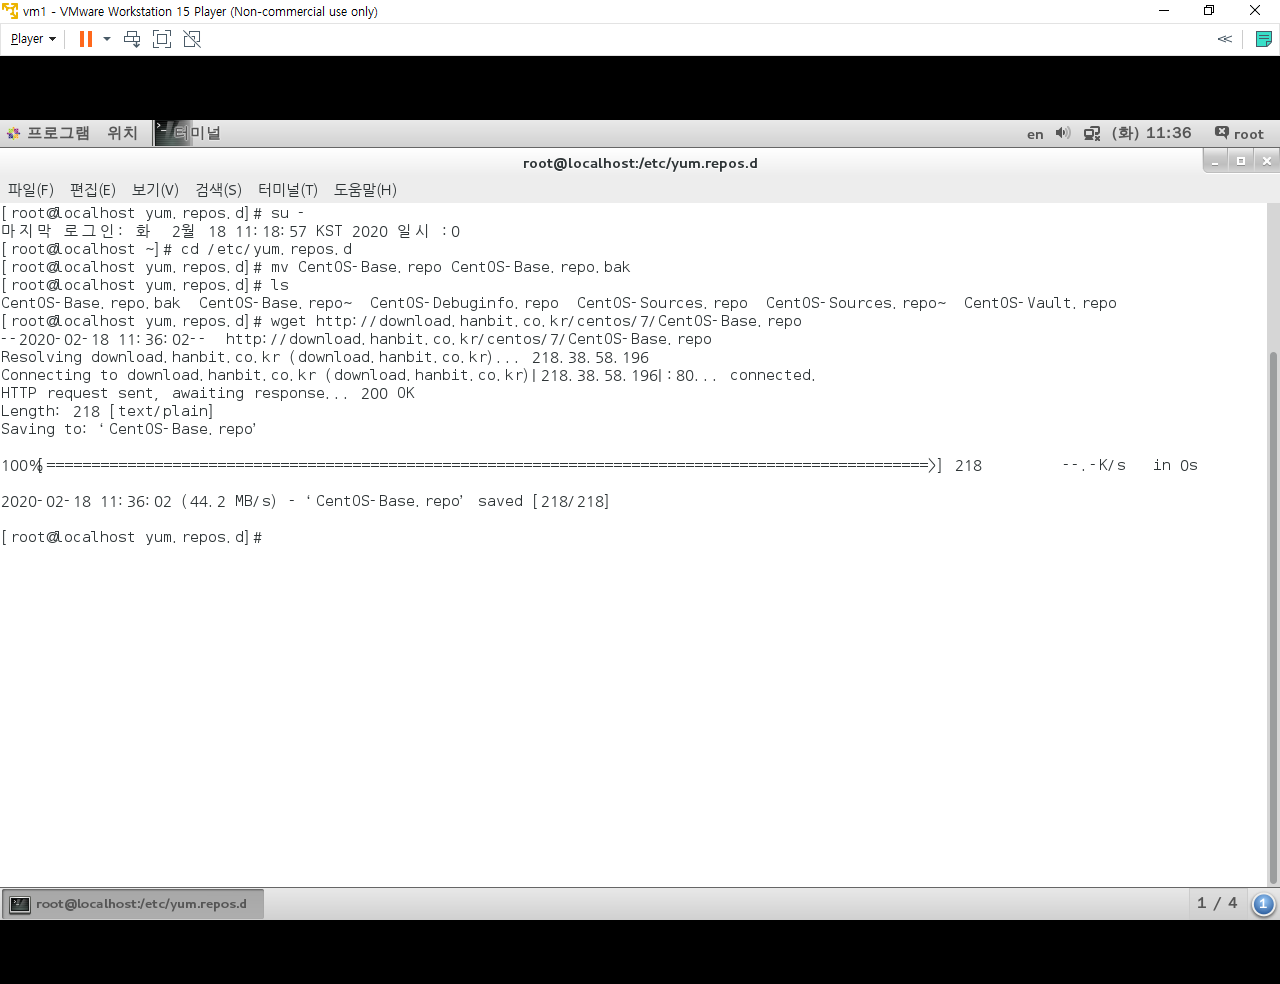 vm1 - VMware Workstation 15 Player (Non-commercial use only)
Player
프로그램 위치 터미널 en (화) 11:36 root
root@localhost:/etc/yum.repos.d
파일(F) 편집(E) 보기(V) 검색(S) 터미널(T) 도움말(H)
[root@localhost yum.repos.d]# su -
마지막 로그인: 화  2월 18 11:18:57 KST 2020 일시 :0
[root@localhost ~]# cd /etc/yum.repos.d
[root@localhost yum.repos.d]# mv CentOS-Base.repo CentOS-Base.repo.bak
[root@localhost yum.repos.d]# ls
CentOS-Base.repo.bak  CentOS-Base.repo~  CentOS-Debuginfo.repo  CentOS-Sources.repo  CentOS-Sources.repo~  CentOS-Vault.repo
[root@localhost yum.repos.d]# wget http://download.hanbit.co.kr/centos/7/CentOS-Base.repo
--2020-02-18 11:36:02--  http://download.hanbit.co.kr/centos/7/CentOS-Base.repo
Resolving download.hanbit.co.kr (download.hanbit.co.kr)... 218.38.58.196
Connecting to download.hanbit.co.kr (download.hanbit.co.kr)|218.38.58.196|:80... connected.
HTTP request sent, awaiting response... 200 OK
Length: 218 [text/plain]
Saving to: ‘CentOS-Base.repo’
100%[==================================================================================================>] 218         --.-K/s   in 0s
2020-02-18 11:36:02 (44.2 MB/s) - ‘CentOS-Base.repo’ saved [218/218]
[root@localhost yum.repos.d]#
root@localhost:/etc/yum.repos.d 1 / 4 1